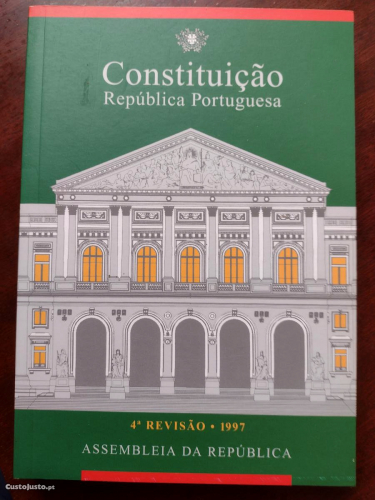 Constituição
República Portuguesa
4ª REVISÃO • 1997
ASSEMBLEIA DA REPÚBLICA
CustoJusto.pt